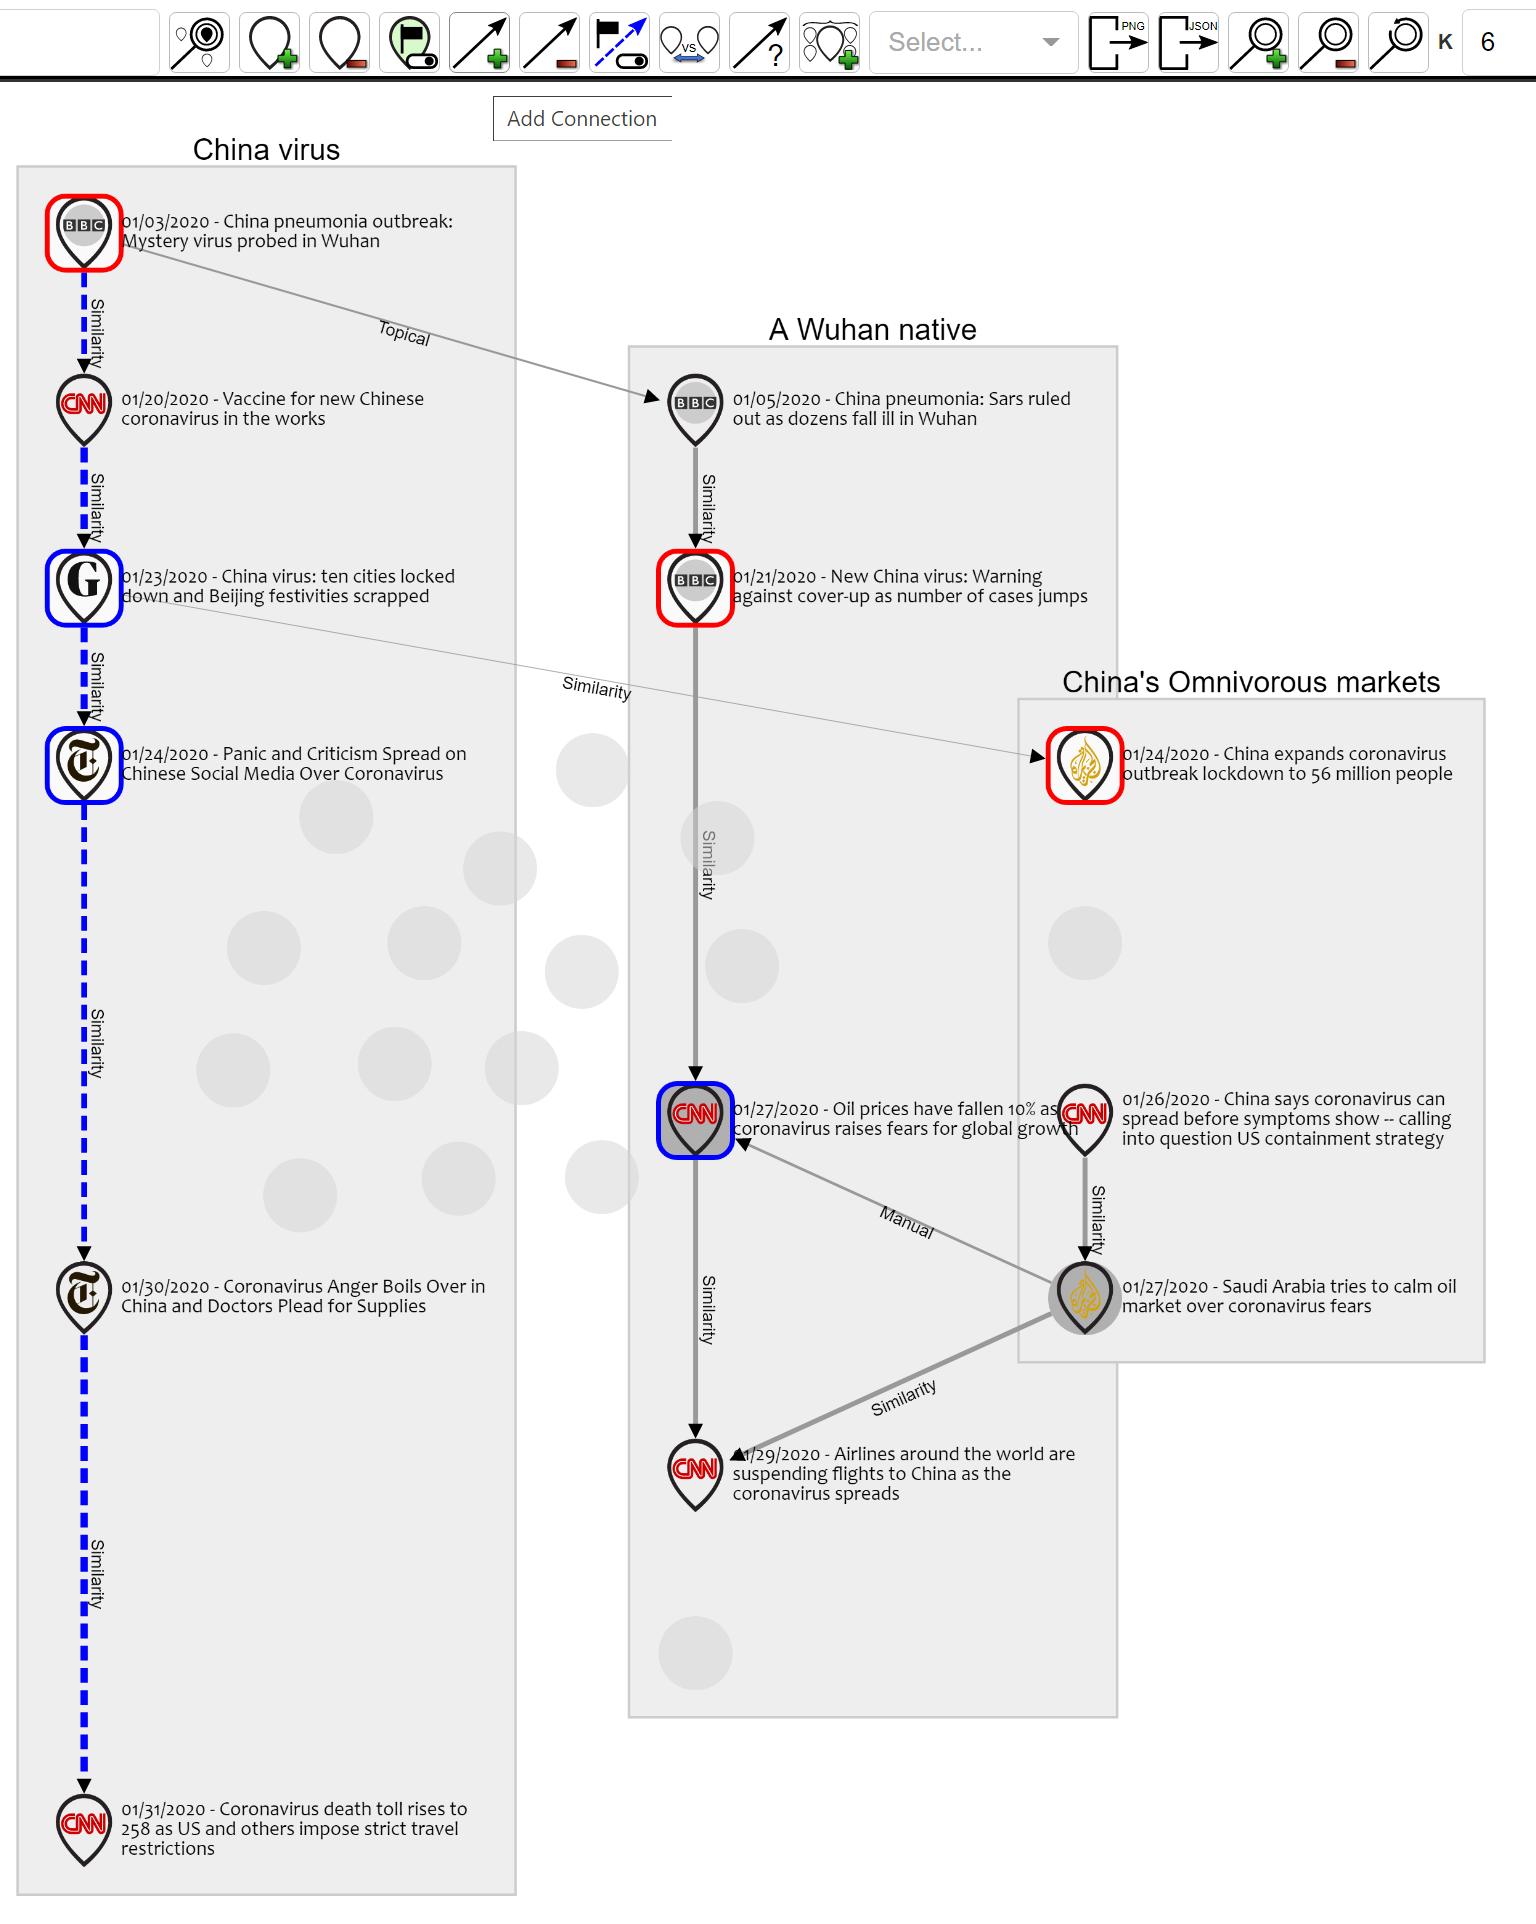 vs
?
Select...
PNG
JSON
K
6
Add Connection
China virus
BBC
01/03/2020 - China pneumonia outbreak:
Mystery virus probed in Wuhan
Similarity
Topical
A Wuhan native
CNN
01/20/2020 - Vaccine for new Chinese
coronavirus in the works
BBC
01/05/2020 - China pneumonia: Sars ruled
out as dozens fall ill in Wuhan
Similarity
Similarity
G
01/23/2020 - China virus: ten cities locked
down and Beijing festivities scrapped
BBC
01/21/2020 - New China virus: Warning
against cover-up as number of cases jumps
Similarity
Similarity
China's Omnivorous markets
T
01/24/2020 - Panic and Criticism Spread on
Chinese Social Media Over Coronavirus
01/24/2020 - China expands coronavirus
outbreak lockdown to 56 million people
Similarity
Similarity
CNN
01/27/2020 - Oil prices have fallen 10% as
coronavirus raises fears for global growth
CNN
01/26/2020 - China says coronavirus can
spread before symptoms show -- calling
into question US containment strategy
Manual
Similarity
T
01/30/2020 - Coronavirus Anger Boils Over in
China and Doctors Plead for Supplies
Similarity
01/27/2020 - Saudi Arabia tries to calm oil
market over coronavirus fears
Similarity
CNN
01/29/2020 - Airlines around the world are
suspending flights to China as the
coronavirus spreads
Similarity
CNN
01/31/2020 - Coronavirus death toll rises to
258 as US and others impose strict travel
restrictions